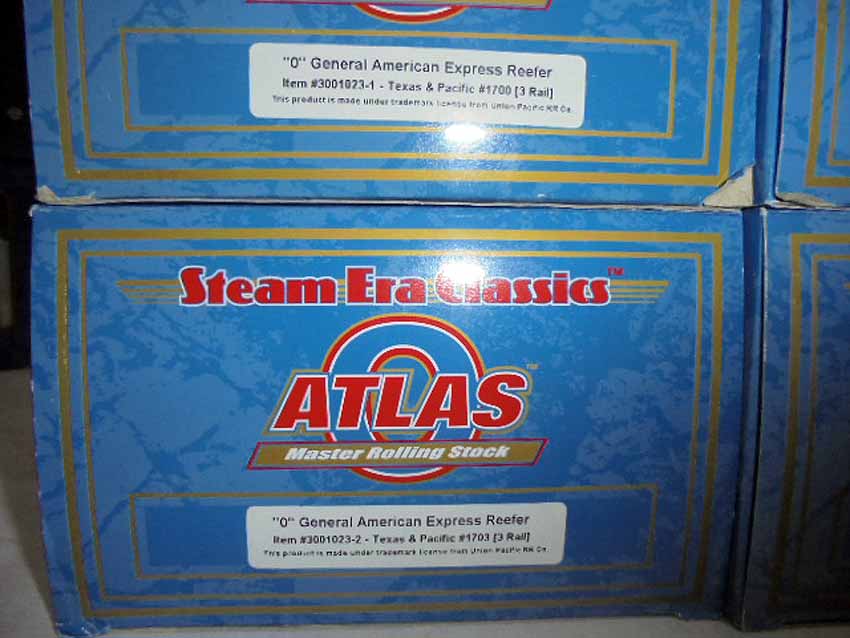 "O" General American Express Reefer
Item #3001023-1 - Texas & Pacific #1700 [3 Rail]
This product is made under trademark license from Union Pacific RR Co.
Steam Era Classics™
ATLAS™
O
Master Rolling Stock
"O" General American Express Reefer
Item #3001023-2 - Texas & Pacific #1703 [3 Rail]
This product is made under trademark license from Union Pacific RR Co.